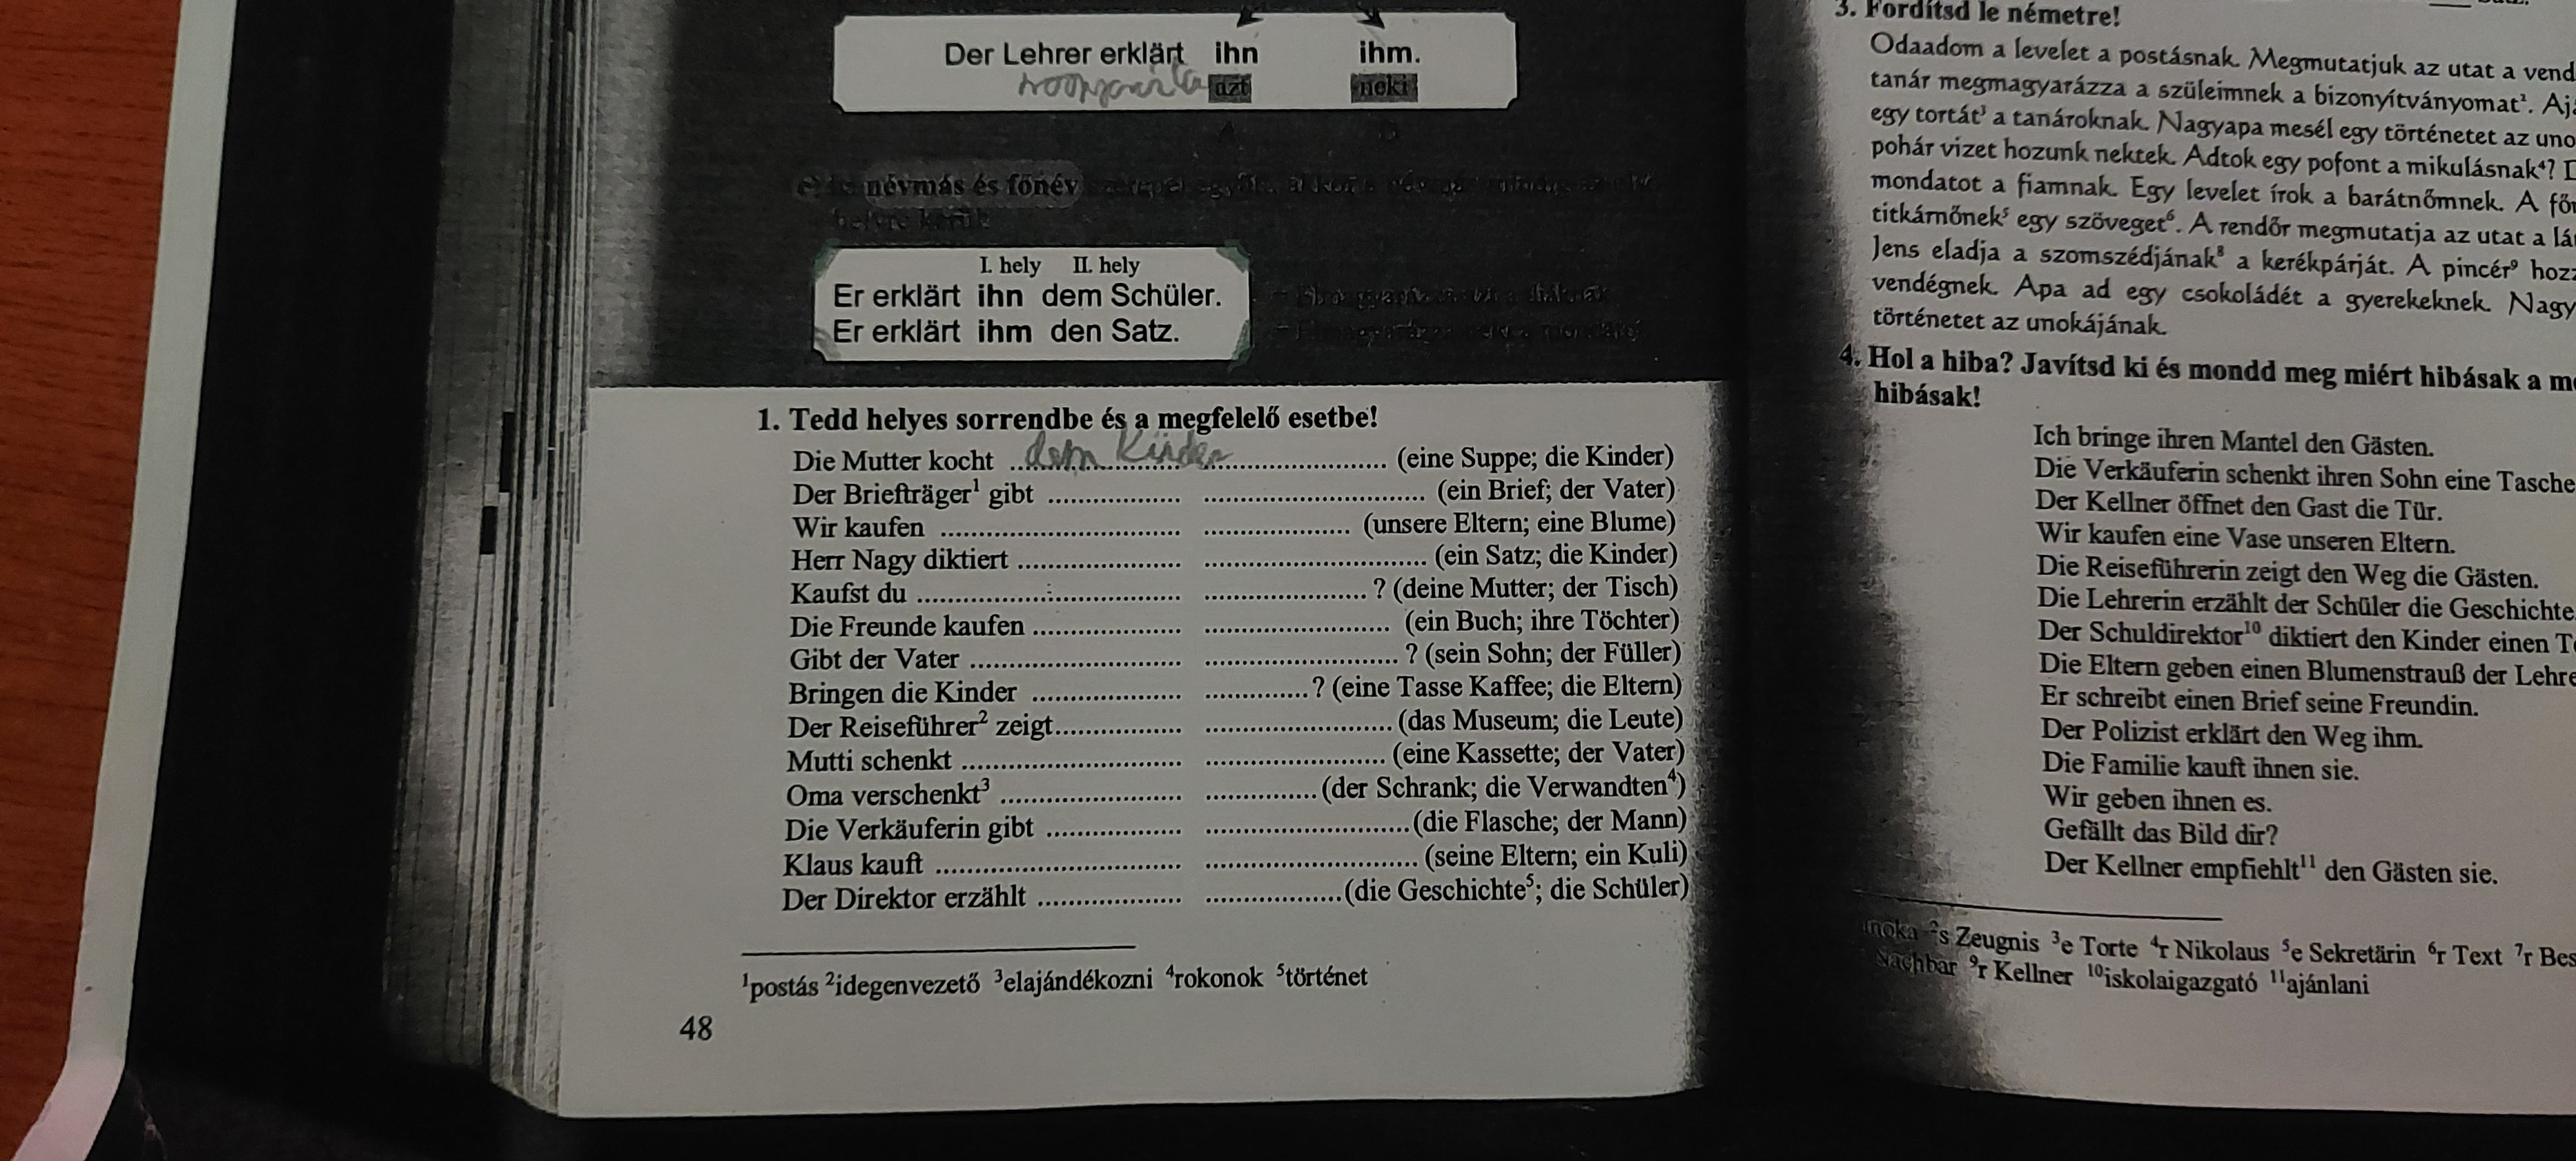 Der Lehrer erklärt ihn ihm.
azt neki
névmás és főnév
helyre kerül
I. hely II. hely
Er erklärt ihn dem Schüler.
Er erklärt ihm den Satz.
1. Tedd helyes sorrendbe és a megfelelő esetbe!
Die Mutter kocht ..dem Kinder.. .............................. (eine Suppe; die Kinder)
Der Briefträger¹ gibt .................. .............................. (ein Brief; der Vater)
Wir kaufen ................................ .................... (unsere Eltern; eine Blume)
Herr Nagy diktiert ...................... .............................. (ein Satz; die Kinder)
Kaufst du .................................... ...................... ? (deine Mutter; der Tisch)
Die Freunde kaufen .................... ......................... (ein Buch; ihre Töchter)
Gibt der Vater ............................. .......................... ? (sein Sohn; der Füller)
Bringen die Kinder .................... ..............? (eine Tasse Kaffee; die Eltern)
Der Reiseführer² zeigt................. .........................(das Museum; die Leute)
Mutti schenkt .............................. ........................ (eine Kassette; der Vater)
Oma verschenkt³ ........................ ...............(der Schrank; die Verwandten⁴)
Die Verkäuferin gibt .................. ...........................(die Flasche; der Mann)
Klaus kauft ................................. ............................ (seine Eltern; ein Kuli)
Der Direktor erzählt ................... ..................(die Geschichte⁵; die Schüler)
¹postás ²idegenvezető ³elajándékozni ⁴rokonok ⁵történet
48
3. Fordítsd le németre!
Odaadom a levelet a postásnak. Megmutatjuk az utat a vend
tanár megmagyarázza a szüleimnek a bizonyítványomat². Ajá
egy tortát³ a tanároknak. Nagyapa mesél egy történetet az uno
pohár vizet hozunk nektek. Adtok egy pofont a mikulásnak⁴? D
mondatot a fiamnak. Egy levelet írok a barátnőmnek. A főn
titkárnőnek⁵ egy szöveget⁶. A rendőr megmutatja az utat a lá
Jens eladja a szomszédjának⁸ a kerékpárját. A pincér⁹ hoz
vendégnek. Apa ad egy csokoládét a gyerekeknek. Nagy
történetet az unokájának.
4. Hol a hiba? Javítsd ki és mondd meg miért hibásak a m
hibásak!
Ich bringe ihren Mantel den Gästen.
Die Verkäuferin schenkt ihren Sohn eine Tasche
Der Kellner öffnet den Gast die Tür.
Wir kaufen eine Vase unseren Eltern.
Die Reiseführerin zeigt den Weg die Gästen.
Die Lehrerin erzählt der Schüler die Geschichte.
Der Schuldirektor¹⁰ diktiert den Kinder einen T
Die Eltern geben einen Blumenstrauß der Lehre
Er schreibt einen Brief seine Freundin.
Der Polizist erklärt den Weg ihm.
Die Familie kauft ihnen sie.
Wir geben ihnen es.
Gefällt das Bild dir?
Der Kellner empfiehlt¹¹ den Gästen sie.
unoka ²s Zeugnis ³e Torte ⁴r Nikolaus ⁵e Sekretärin ⁶r Text ⁷r Bes
Nachbar ⁹r Kellner ¹⁰iskolaigazgató ¹¹ajánlani